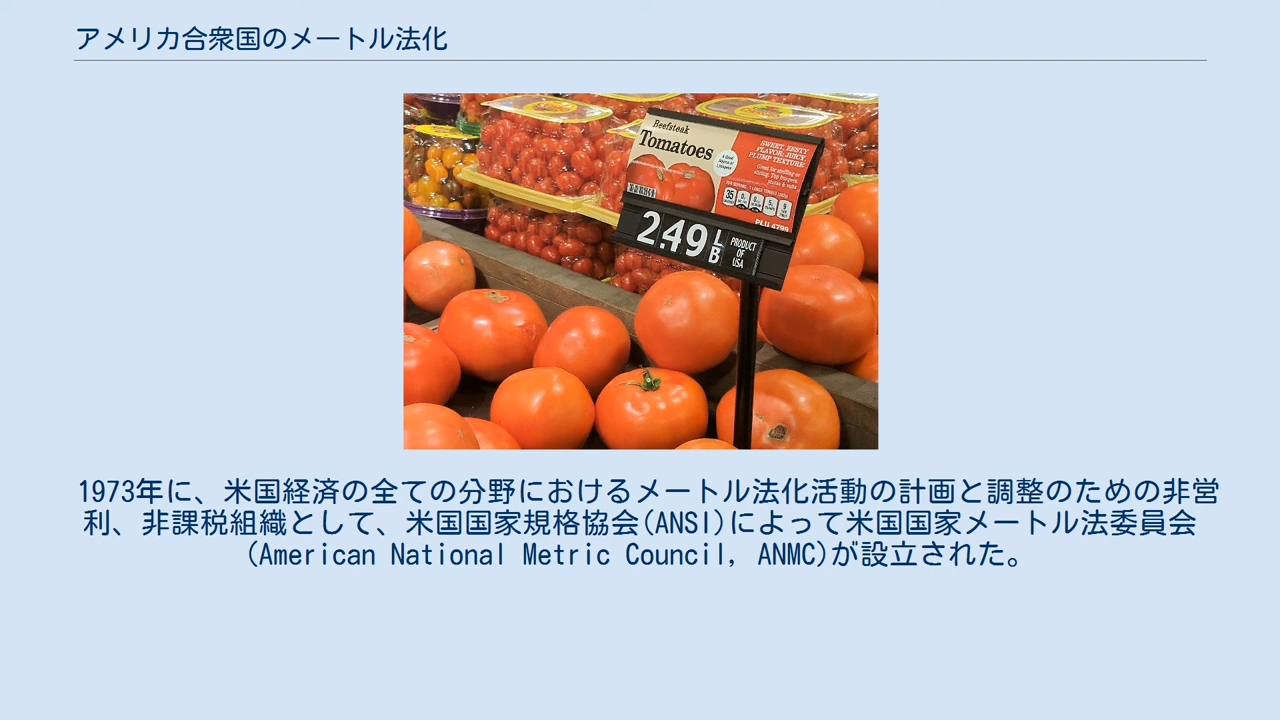 アメリカ合衆国のメートル法化
Beefsteak
Tomatoes
SWEET, ZESTY
FLAVOR; JUICY,
PLUMP TEXTURE
PLU 4799
2.49 LB
PRODUCT
OF
USA
1973年に、米国経済の全ての分野におけるメートル法化活動の計画と調整のための非営
利、非課税組織として、米国国家規格協会(ANSI)によって米国国家メートル法委員会
(American National Metric Council, ANMC)が設立された。